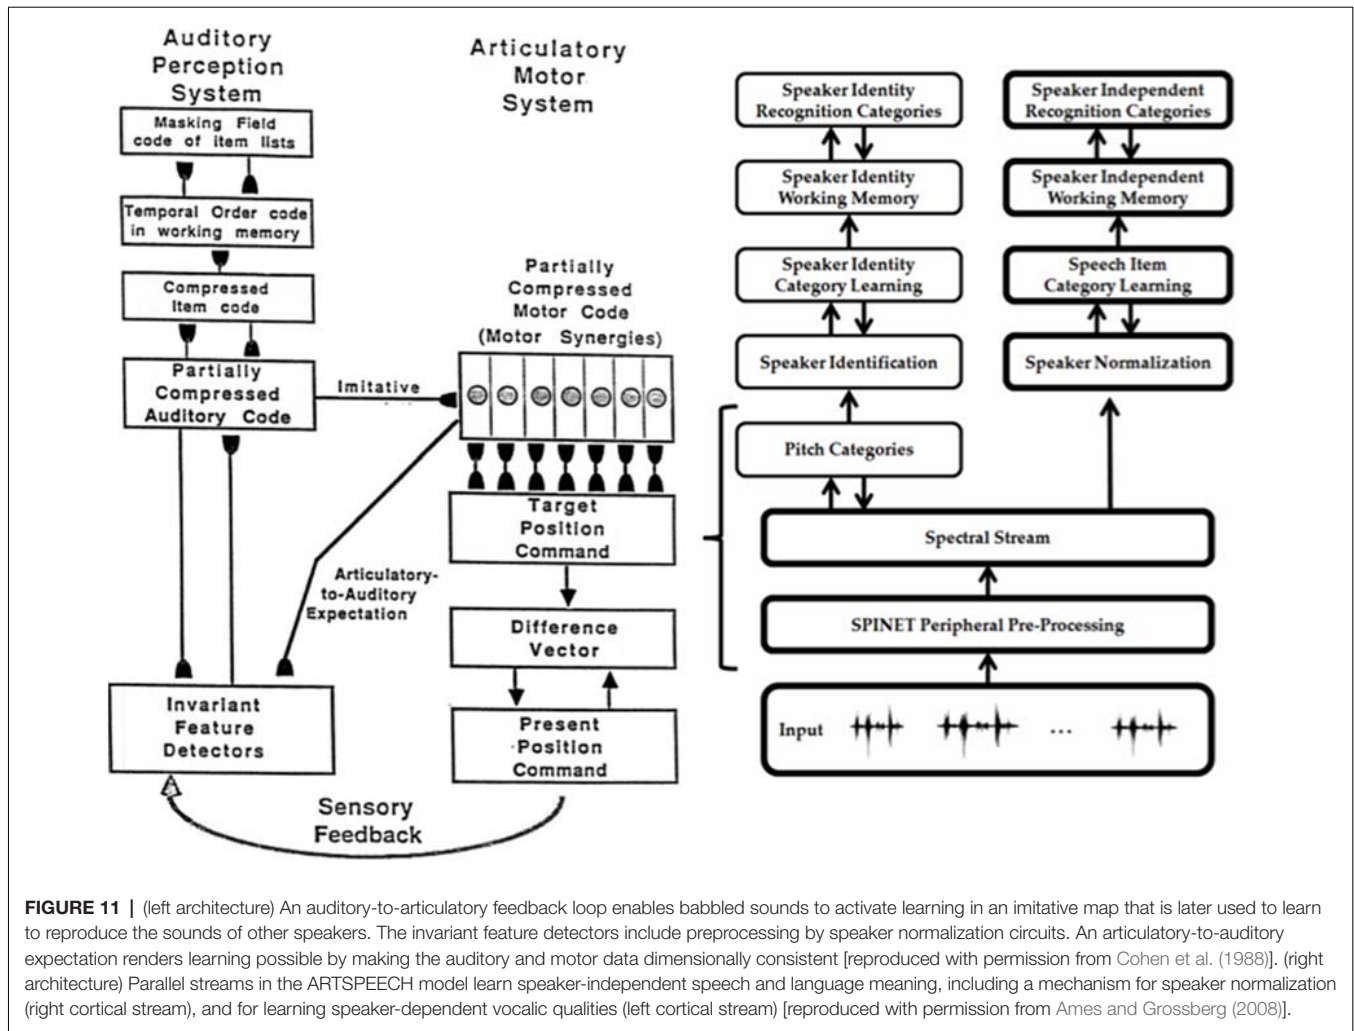 Auditory
Perception
System
Masking Field
code of item lists
Temporal Order code
in working memory
Compressed
Item code
Partially
Compressed
Auditory Code
Invariant
Feature
Detectors
Imitative
Articulatory-
to-Auditory
Expectation
Sensory
Feedback
Articulatory
Motor
System
Partially
Compressed
Motor Code
(Motor Synergies)
Target
Position
Command
Difference
Vector
Present
Position
Command
Speaker Identity
Recognition Categories
Speaker Identity
Working Memory
Speaker Identity
Category Learning
Speaker Identification
Pitch Categories
Speaker Independent
Recognition Categories
Speaker Independent
Working Memory
Speech Item
Category Learning
Speaker Normalization
Spectral Stream
SPINET Peripheral Pre-Processing
Input ...
FIGURE 11 | (left architecture) An auditory-to-articulatory feedback loop enables babbled sounds to activate learning in an imitative map that is later used to learn
to reproduce the sounds of other speakers. The invariant feature detectors include preprocessing by speaker normalization circuits. An articulatory-to-auditory
expectation renders learning possible by making the auditory and motor data dimensionally consistent [reproduced with permission from Cohen et al. (1988)]. (right
architecture) Parallel streams in the ARTSPEECH model learn speaker-independent speech and language meaning, including a mechanism for speaker normalization
(right cortical stream), and for learning speaker-dependent vocalic qualities (left cortical stream) [reproduced with permission from Ames and Grossberg (2008)].